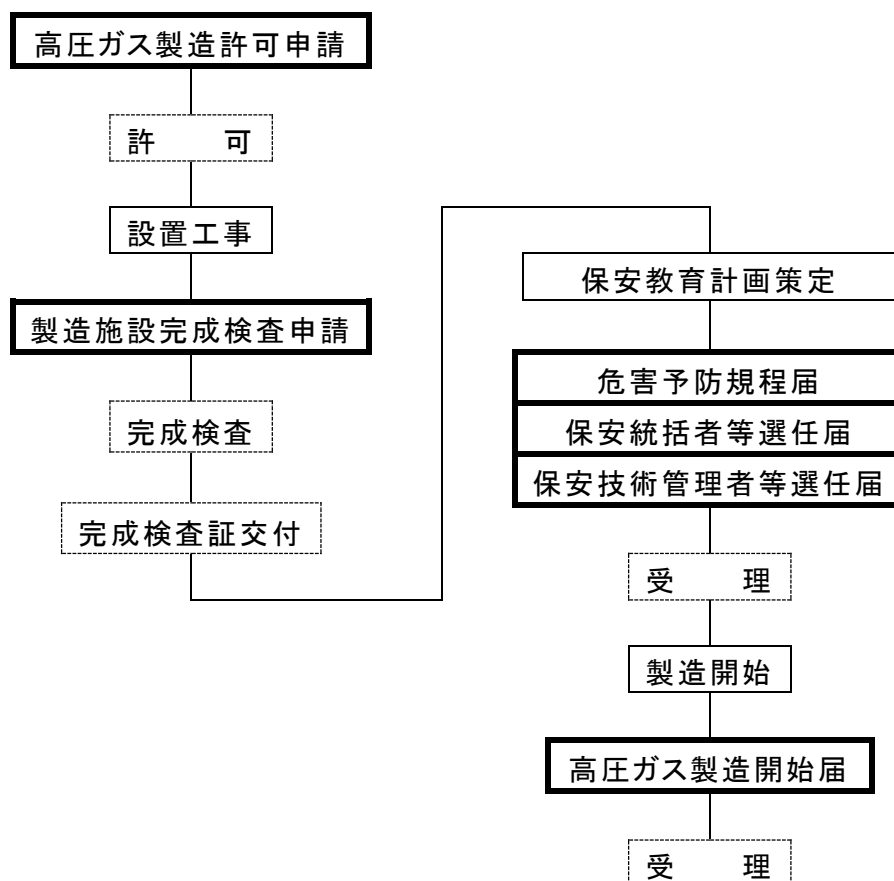 高圧ガス製造許可申請
許　　可
設置工事
製造施設完成検査申請
完成検査
完成検査証交付
保安教育計画策定
危害予防規程届
保安統括者等選任届
保安技術管理者等選任届
受　　理
製造開始
高圧ガス製造開始届
受　　理